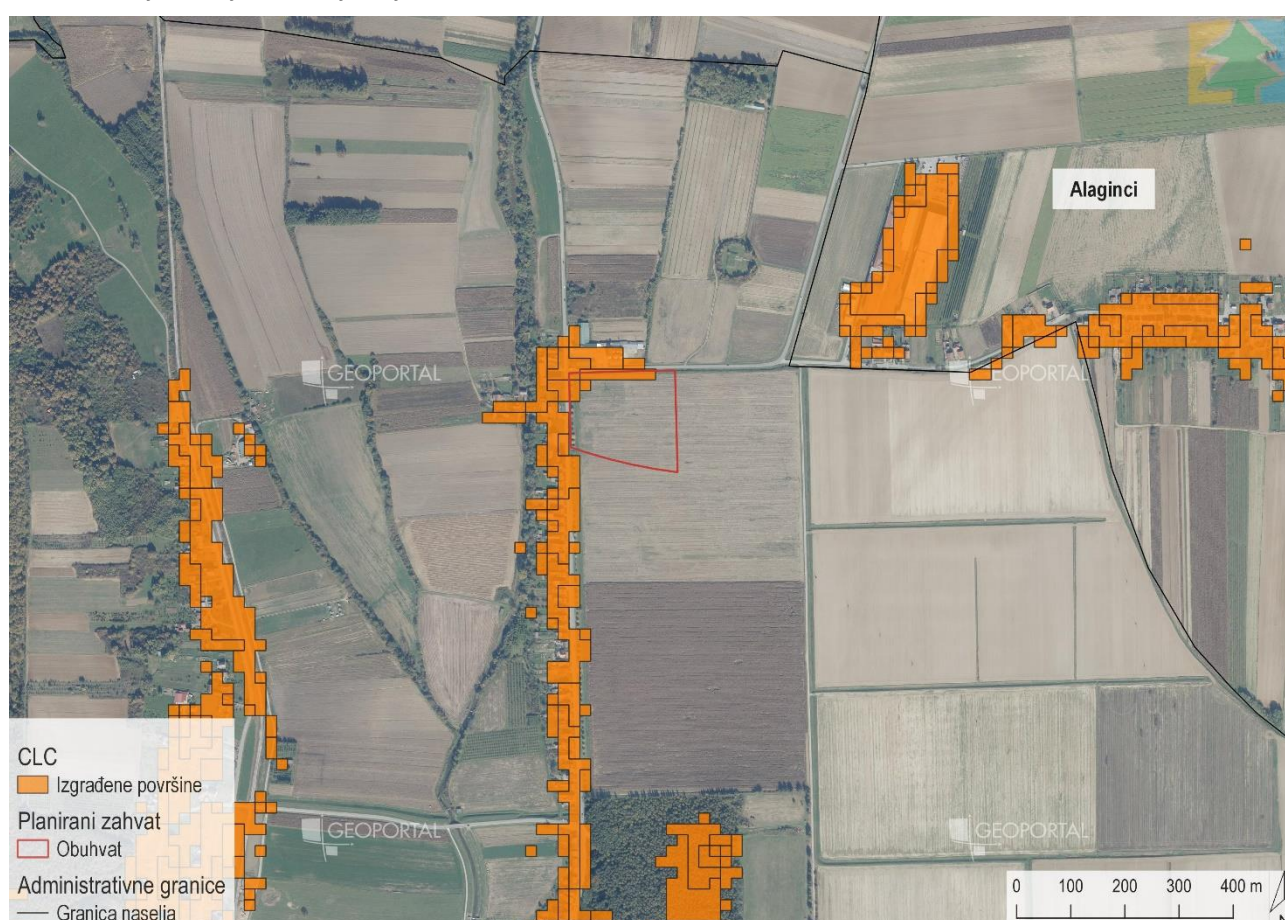 Alaginci
GEOPORTAL
GEOPORTAL
CLC
Izgrađene površine
Planirani zahvat
Obuhvat
Administrativne granice
Granica naselja
GEOPORTAL
GEOPORTAL
0 100 200 300 400 m